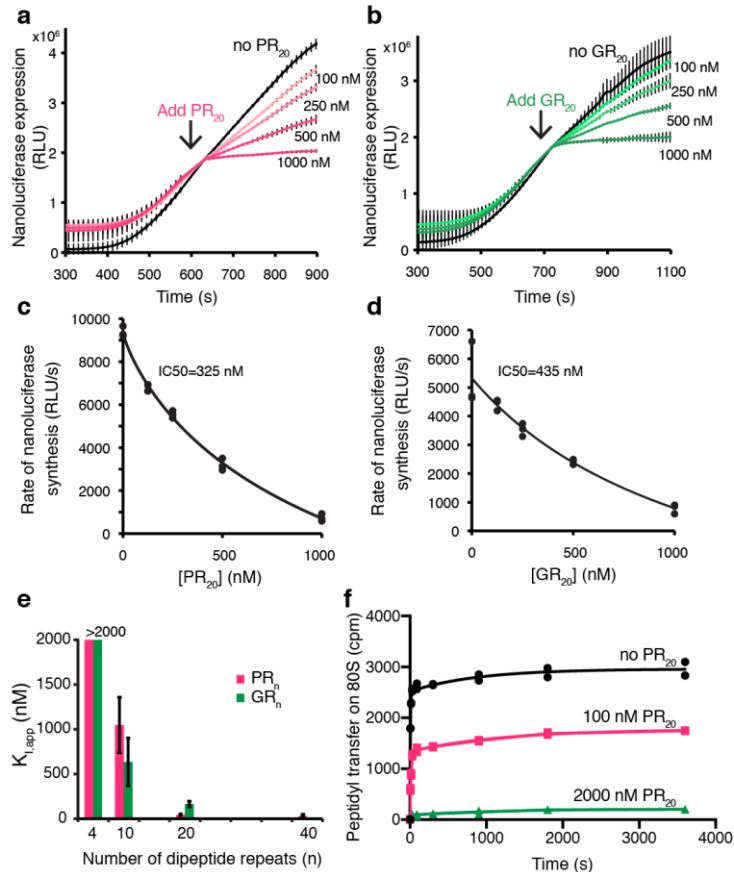 a
Nanoluciferase expression
(RLU)
x10⁶
4
3
2
1
0
no PR₂₀
100 nM
250 nM
500 nM
1000 nM
Add PR₂₀
300 400 500 600 700 800 900
Time (s)
b
Nanoluciferase expression
(RLU)
x10⁶
3
2
1
0
no GR₂₀
100 nM
250 nM
500 nM
1000 nM
Add GR₂₀
300 500 700 900 1100
Time (s)
c
Rate of nanoluciferase
synthesis (RLU/s)
10000
8000
6000
4000
2000
0
IC50=325 nM
0 500 1000
[PR₂₀] (nM)
d
Rate of nanoluciferase
synthesis (RLU/s)
7000
6000
5000
4000
3000
2000
1000
0
IC50=435 nM
0 500 1000
[GR₂₀] (nM)
e
K_I,app (nM)
2000
1500
1000
500
0
>2000
PRₙ
GRₙ
4 10 20 40
Number of dipeptide repeats (n)
f
Peptidyl transfer on 80S (cpm)
4000
3000
2000
1000
0
no PR₂₀
100 nM PR₂₀
2000 nM PR₂₀
0 1000 2000 3000 4000
Time (s)